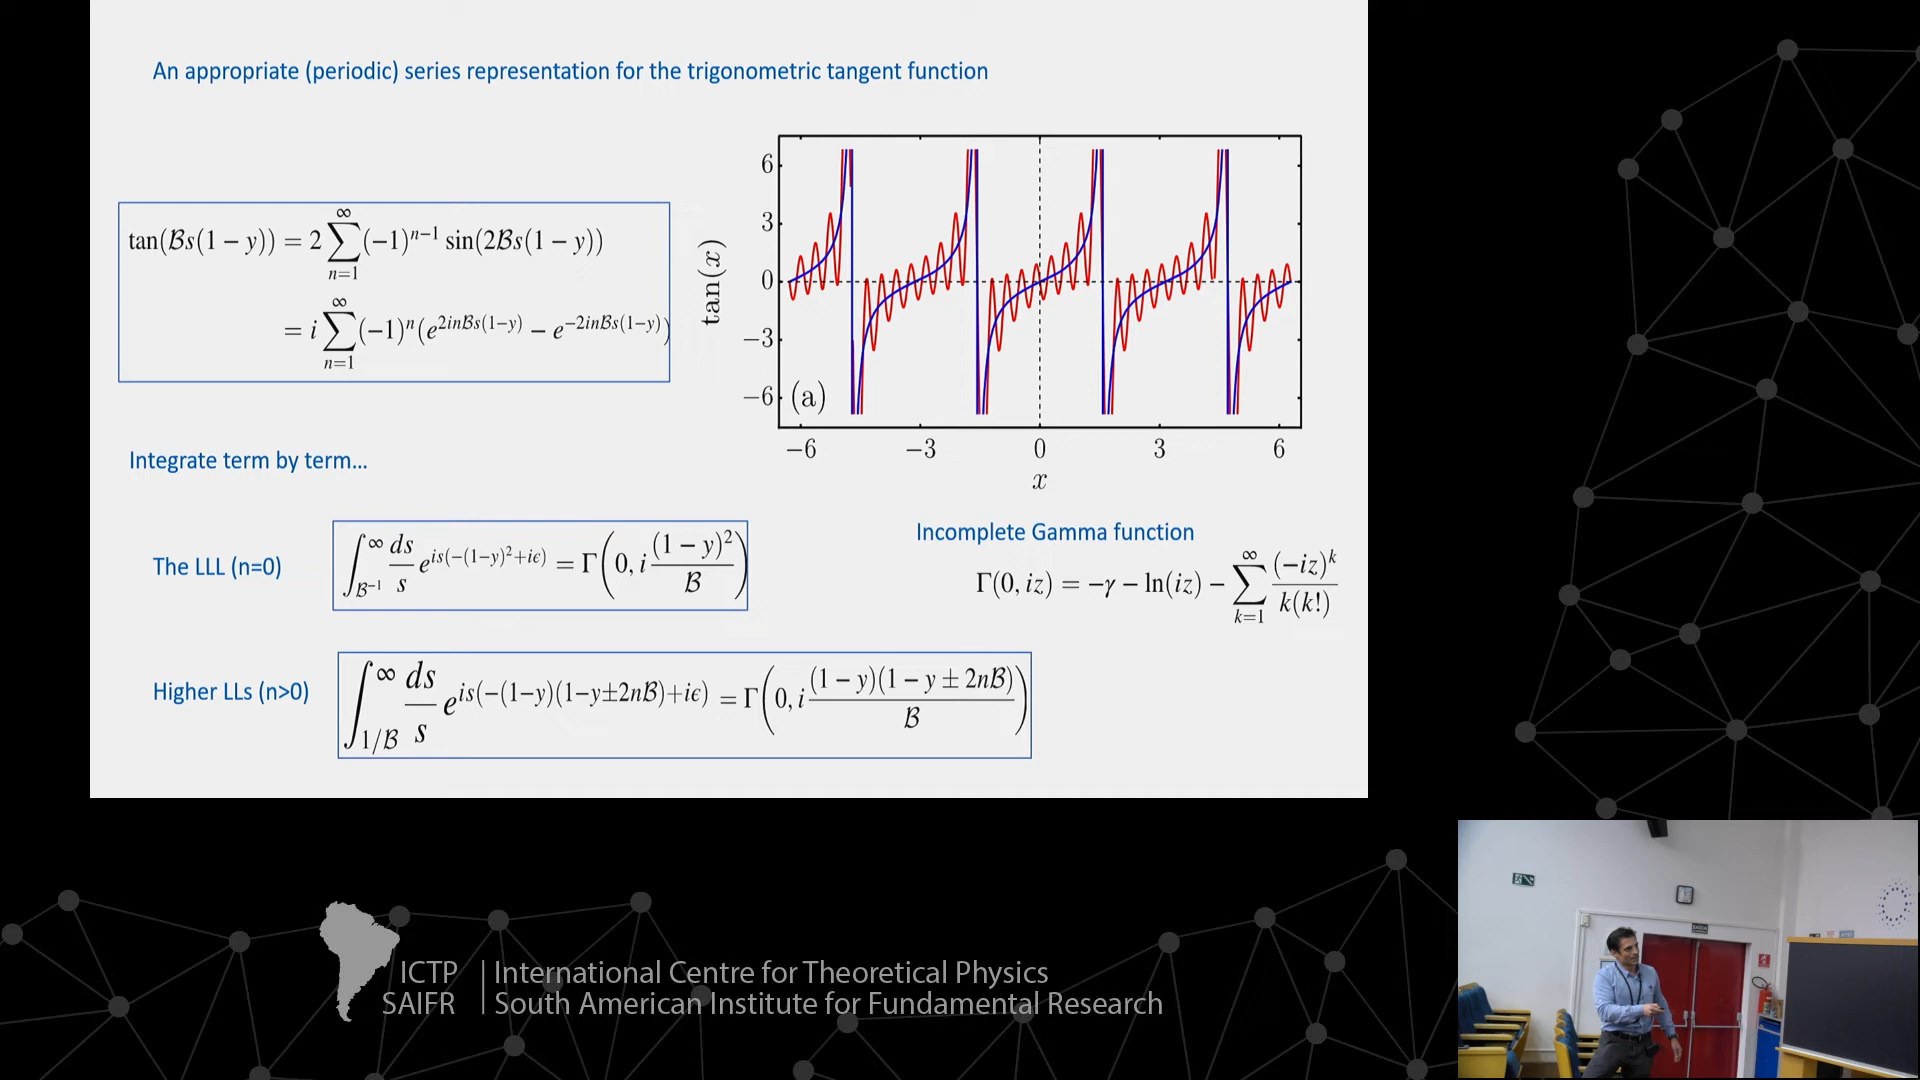 An appropriate (periodic) series representation for the trigonometric tangent function
tan(ℬs(1 − y)) = 2 ∑_{n=1}^{∞} (−1)^{n−1} sin(2ℬs(1 − y))
= i ∑_{n=1}^{∞} (−1)^n (e^{2inℬs(1−y)} − e^{−2inℬs(1−y)})
tan(x)
6
3
0
−3
−6
(a)
−6 −3 0 3 6
x
Integrate term by term...
The LLL (n=0)
∫_{ℬ^{−1}}^{∞} ds/s e^{is(−(1−y)^2+iϵ)} = Γ(0, i (1 − y)^2/ℬ)
Incomplete Gamma function
Γ(0, iz) = −γ − ln(iz) − ∑_{k=1}^{∞} (−iz)^k/k(k!)
Higher LLs (n>0)
∫_{1/ℬ}^{∞} ds/s e^{is(−(1−y)(1−y±2nℬ)+iϵ)} = Γ(0, i (1 − y)(1 − y ± 2nℬ)/ℬ)
ICTP
SAIFR
International Centre for Theoretical Physics
South American Institute for Fundamental Research